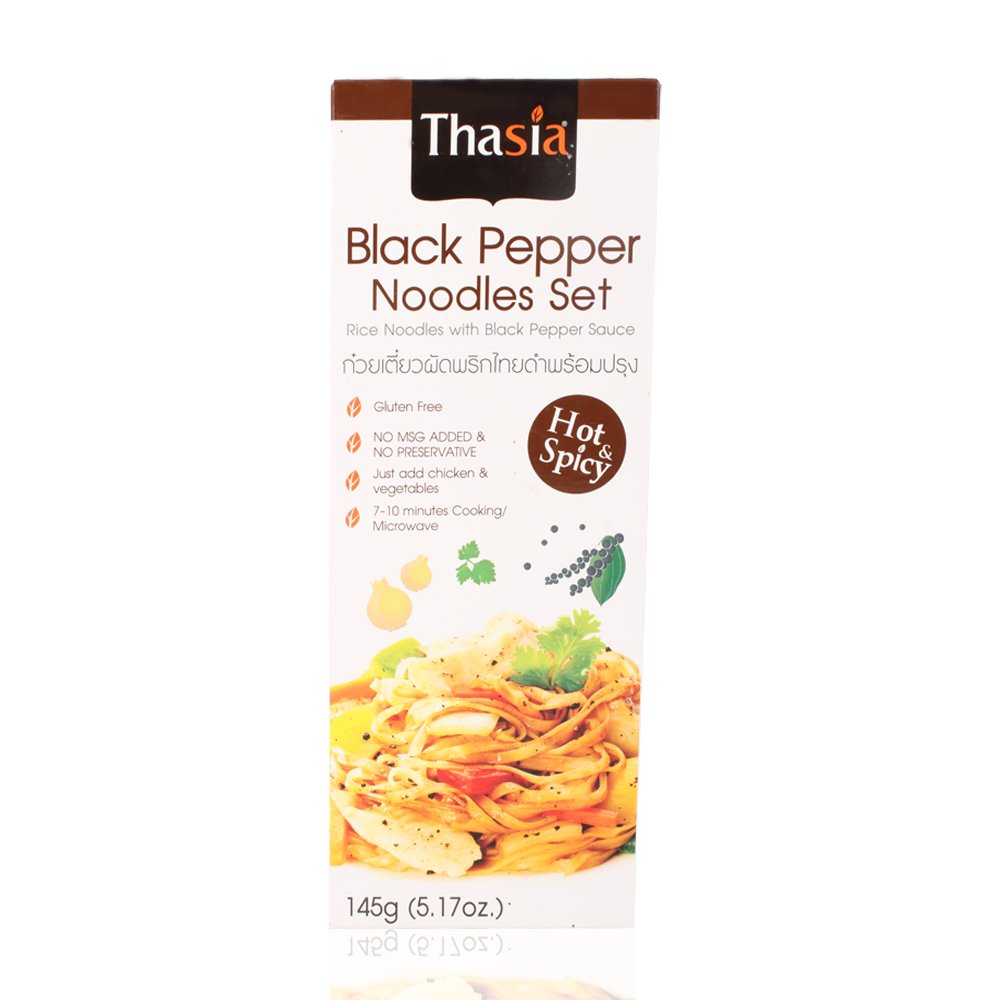 Thasia®
Black Pepper
Noodles Set
Rice Noodles with Black Pepper Sauce
ก๋วยเตี๋ยวผัดพริกไทยดำพร้อมปรุง
Gluten Free
NO MSG ADDED &
NO PRESERVATIVE
Just add chicken &
vegetables
7-10 minutes Cooking/
Microwave
Hot
&
Spicy
145g (5.17oz.)